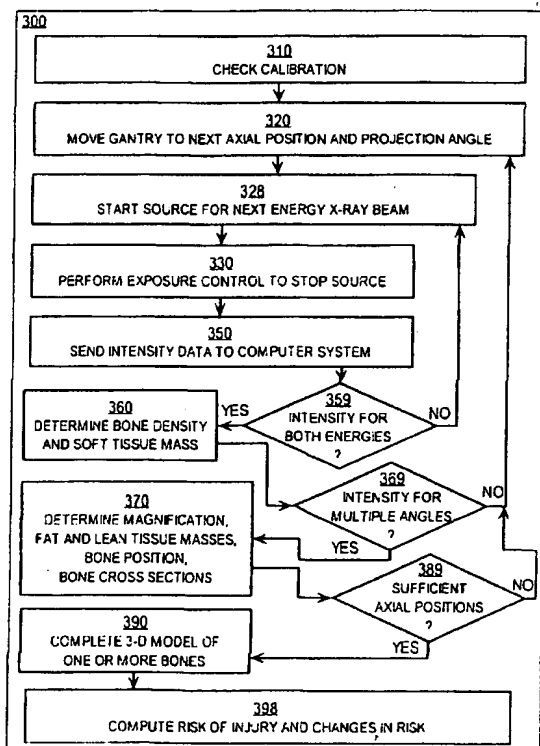 300
310
CHECK CALIBRATION
320
MOVE GANTRY TO NEXT AXIAL POSITION AND PROJECTION ANGLE
328
START SOURCE FOR NEXT ENERGY X-RAY BEAM
330
PERFORM EXPOSURE CONTROL TO STOP SOURCE
350
SEND INTENSITY DATA TO COMPUTER SYSTEM
359
INTENSITY FOR
BOTH ENERGIES
?
YES
NO
360
DETERMINE BONE DENSITY
AND SOFT TISSUE MASS
369
INTENSITY FOR
MULTIPLE ANGLES
?
NO
YES
370
DETERMINE MAGNIFICATION,
FAT AND LEAN TISSUE MASSES,
BONE POSITION,
BONE CROSS SECTIONS
389
SUFFICIENT
AXIAL POSITIONS
?
NO
YES
390
COMPLETE 3-D MODEL OF
ONE OR MORE BONES
398
COMPUTE RISK OF INJURY AND CHANGES IN RISK